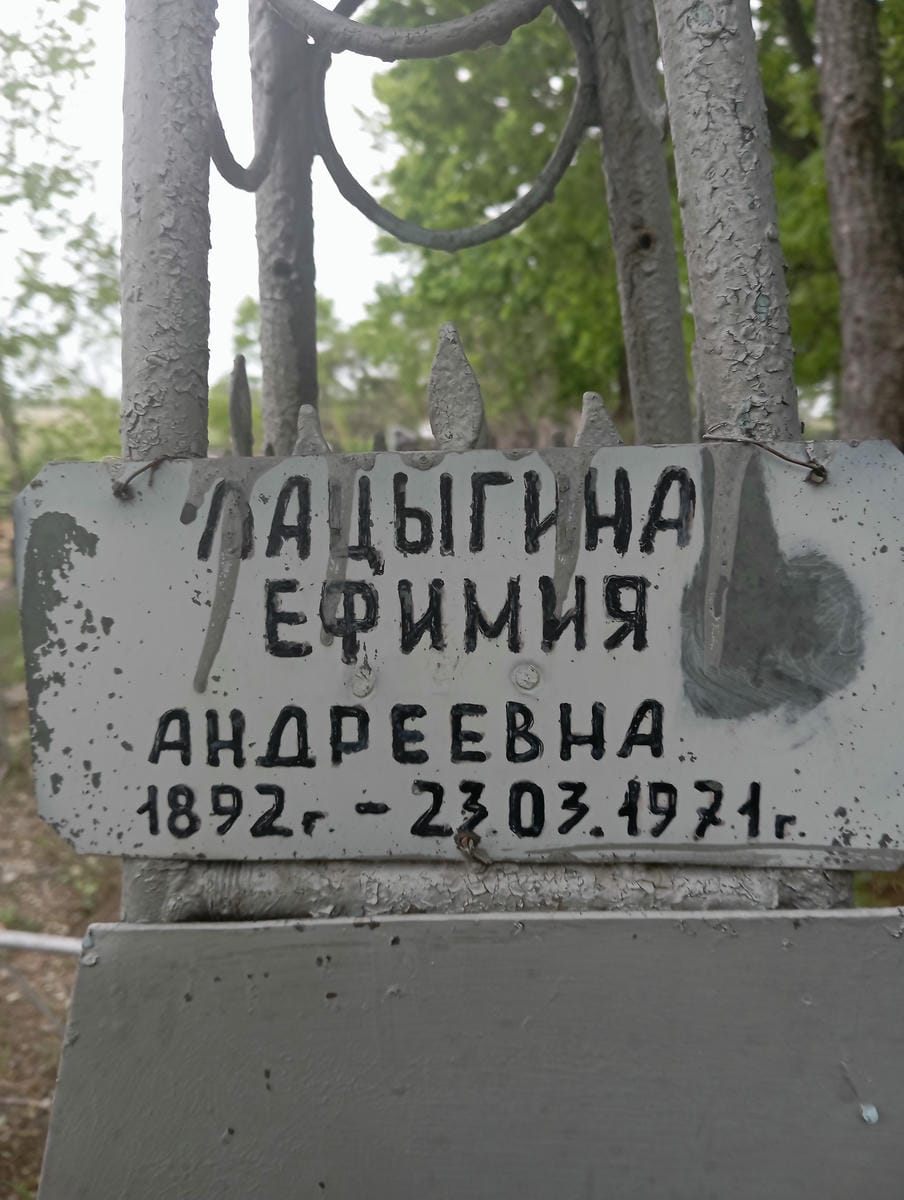 ЛАЦЫГИНА
ЕФИМИЯ
АНДРЕЕВНА
1892г. - 23.03.1971г.